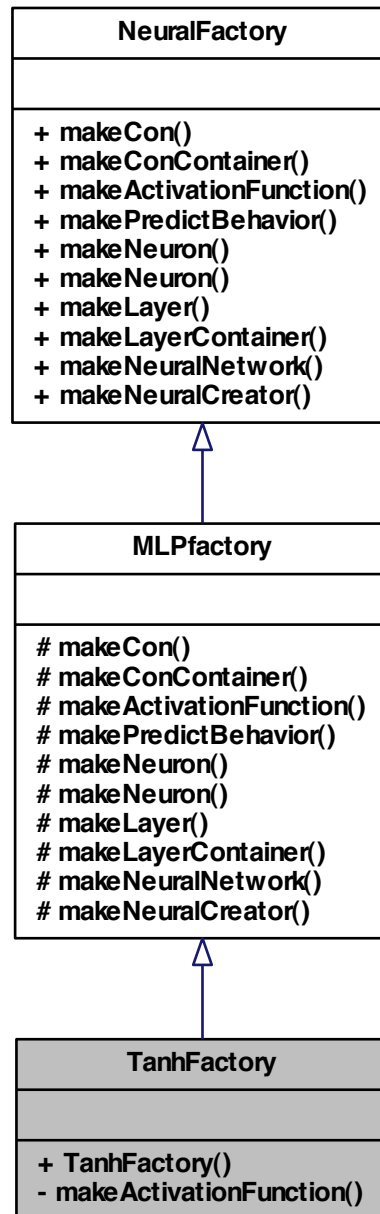 NeuralFactory
+ makeCon()
+ makeConContainer()
+ makeActivationFunction()
+ makePredictBehavior()
+ makeNeuron()
+ makeNeuron()
+ makeLayer()
+ makeLayerContainer()
+ makeNeuralNetwork()
+ makeNeuralCreator()
MLPfactory
# makeCon()
# makeConContainer()
# makeActivationFunction()
# makePredictBehavior()
# makeNeuron()
# makeNeuron()
# makeLayer()
# makeLayerContainer()
# makeNeuralNetwork()
# makeNeuralCreator()
TanhFactory
+ TanhFactory()
- makeActivationFunction()